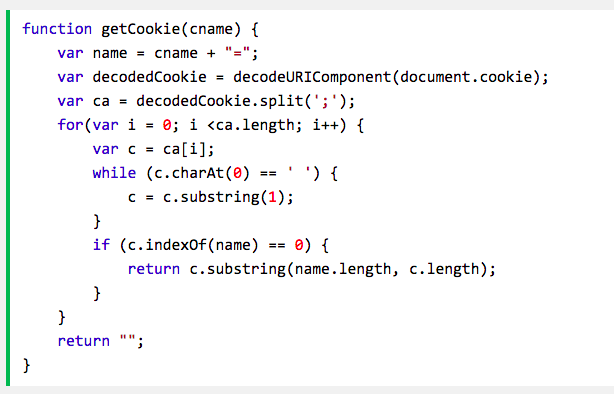 function getCookie(cname) {
    var name = cname + "=";
    var decodedCookie = decodeURIComponent(document.cookie);
    var ca = decodedCookie.split(';');
    for(var i = 0; i <ca.length; i++) {
        var c = ca[i];
        while (c.charAt(0) == ' ') {
            c = c.substring(1);
        }
        if (c.indexOf(name) == 0) {
            return c.substring(name.length, c.length);
        }
    }
    return "";
}